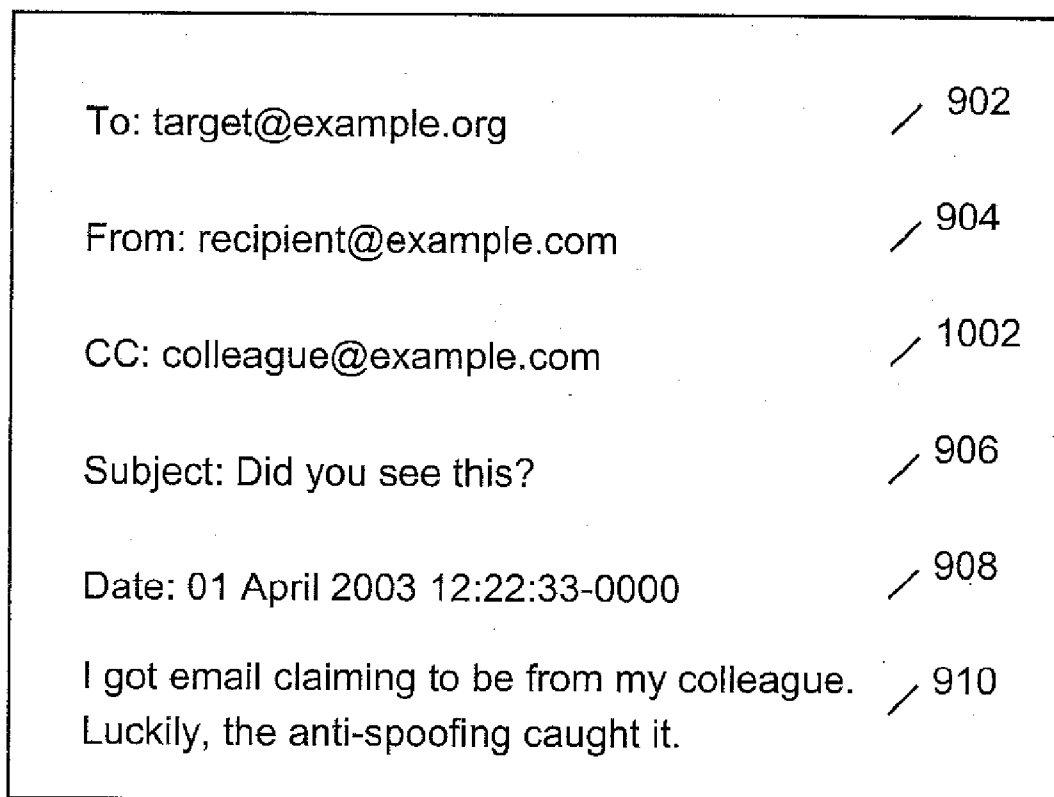 To: target@example.org 902
From: recipient@example.com 904
CC: colleague@example.com 1002
Subject: Did you see this? 906
Date: 01 April 2003 12:22:33-0000 908
I got email claiming to be from my colleague. 910
Luckily, the anti-spoofing caught it.